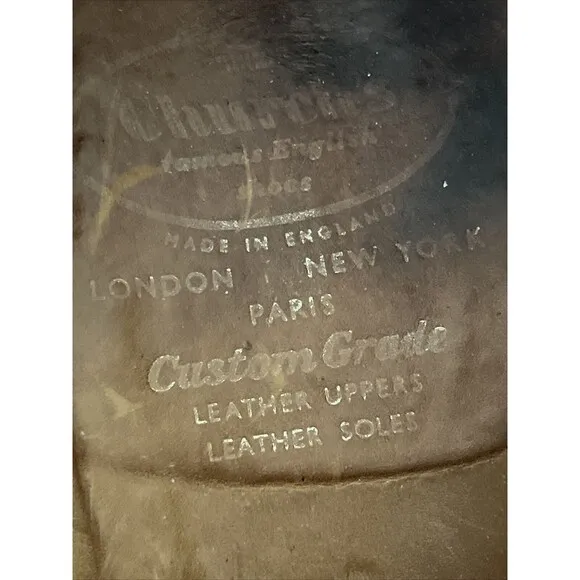 Church's
famous English
shoes
MADE IN ENGLAND
LONDON NEW YORK
PARIS
Custom Grade
LEATHER UPPERS
LEATHER SOLES